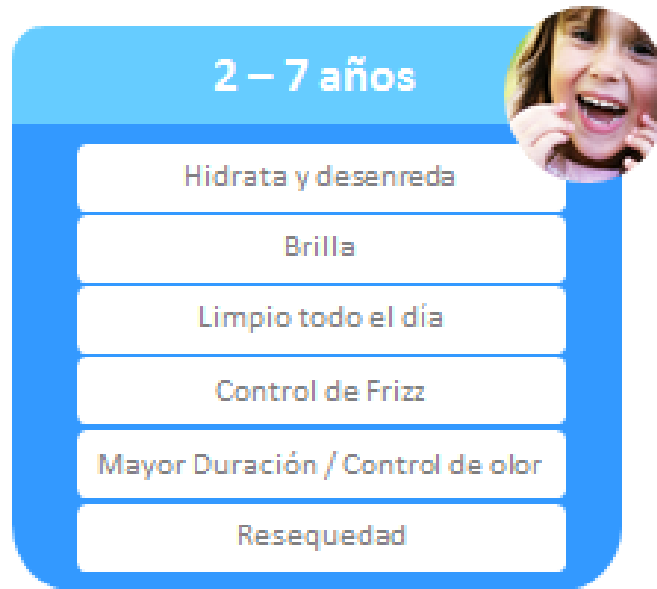 2 – 7 años
Hidrata y desenreda
Brilla
Limpio todo el día
Control de Frizz
Mayor Duración / Control de olor
Resequedad